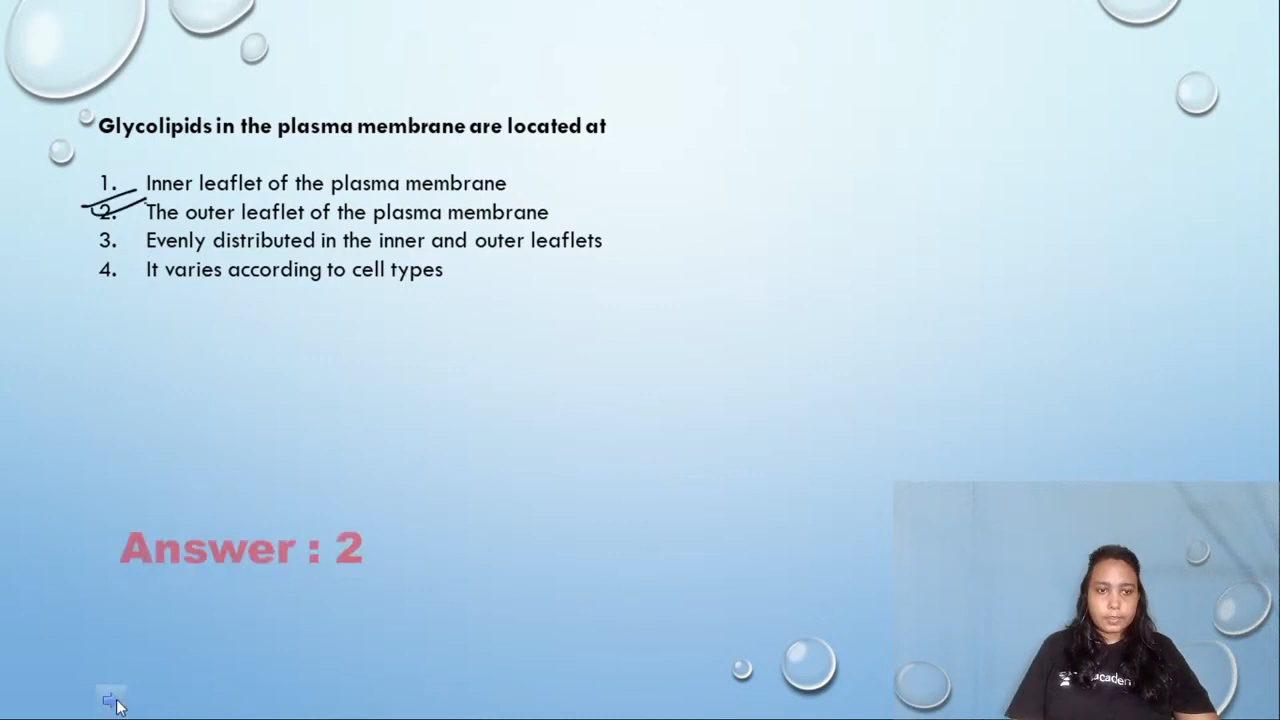 Glycolipids in the plasma membrane are located at
1. Inner leaflet of the plasma membrane
2. The outer leaflet of the plasma membrane
3. Evenly distributed in the inner and outer leaflets
4. It varies according to cell types
Answer : 2